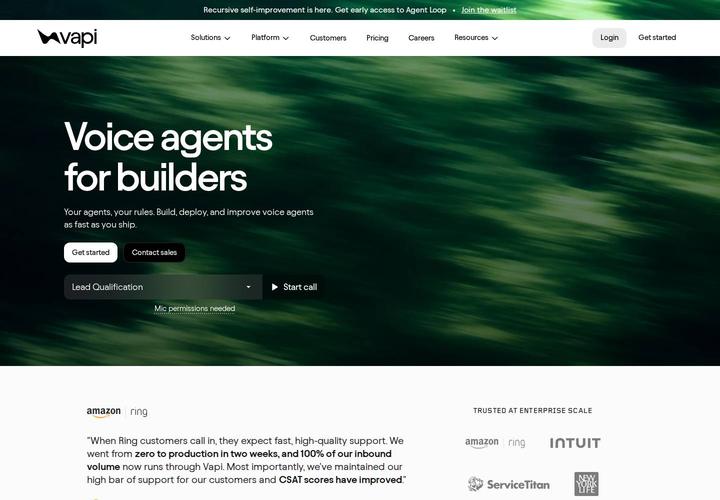 Recursive self-improvement is here. Get early access to Agent Loop • Join the waitlist
vapi
Solutions
Platform
Customers
Pricing
Careers
Resources
Login
Get started
Voice agents
for builders
Your agents, your rules. Build, deploy, and improve voice agents
as fast as you ship.
Get started
Contact sales
Lead Qualification
Start call
Mic permissions needed
amazon | ring
"When Ring customers call in, they expect fast, high-quality support. We
went from zero to production in two weeks, and 100% of our inbound
volume now runs through Vapi. Most importantly, we've maintained our
high bar of support for our customers and CSAT scores have improved."
TRUSTED AT ENTERPRISE SCALE
amazon | ring
INTUIT
ServiceTitan
NEW
YORK
LIFE